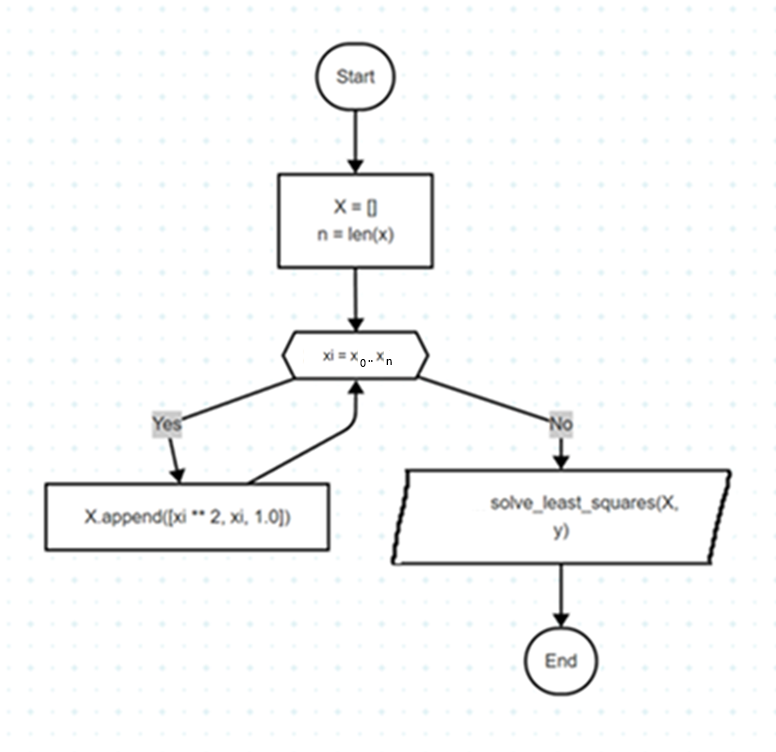 Start
X = []
n = len(x)
xi = x₀..xₙ
Yes
No
X.append([xi ** 2, xi, 1.0])
solve_least_squares(X,
y)
End